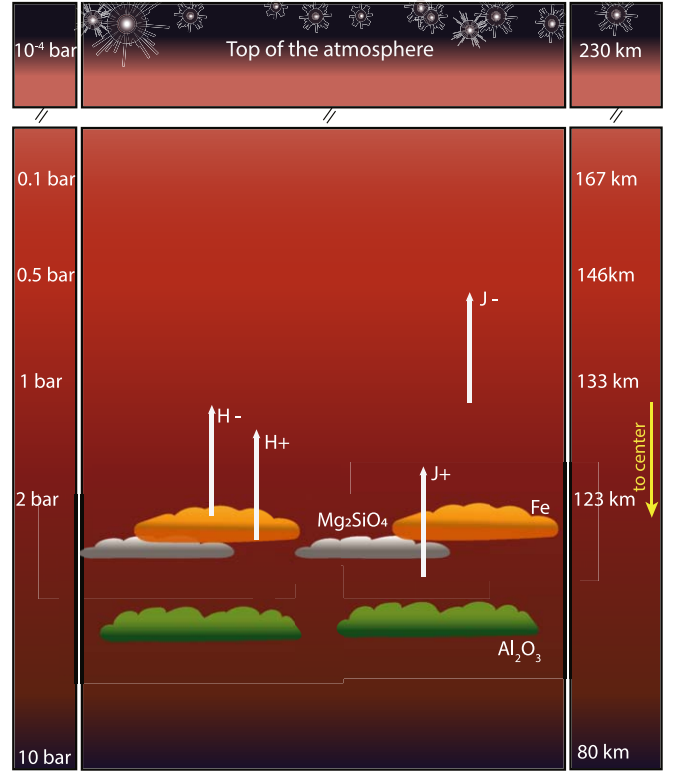 10⁻⁴ bar
Top of the atmosphere
230 km
0.1 bar
167 km
0.5 bar
146km
J -
1 bar
133 km
H -
H+
to center
J+
2 bar
123 km
Fe
Mg₂SiO₄
Al₂O₃
10 bar
80 km